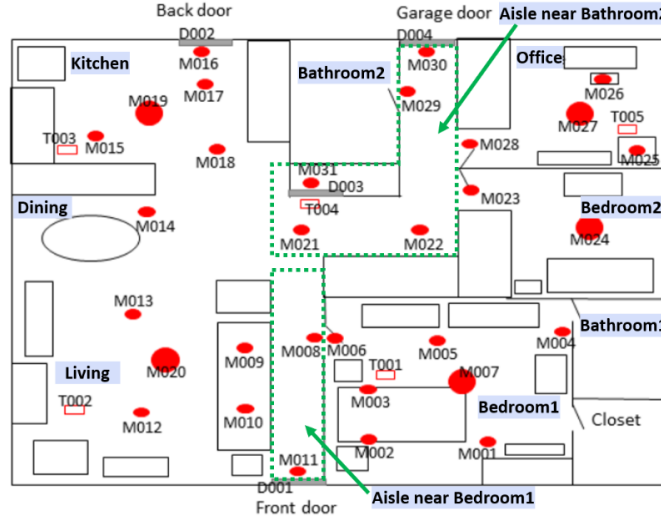 Back door
Garage door
Aisle near Bathroom2
D002
D004
Kitchen
M016
M030
Office
Bathroom2
M017
M029
M026
M019
M027
T005
T003
M015
M018
M028
M025
M031
D003
M023
Dining
T004
Bedroom2
M014
M021
M022
M024
M013
Bathroom1
M009
M008
M006
M005
M004
Living
M020
T001
M007
T002
M012
M010
M003
Bedroom1
Closet
M011
M002
M001
D001
Aisle near Bedroom1
Front door